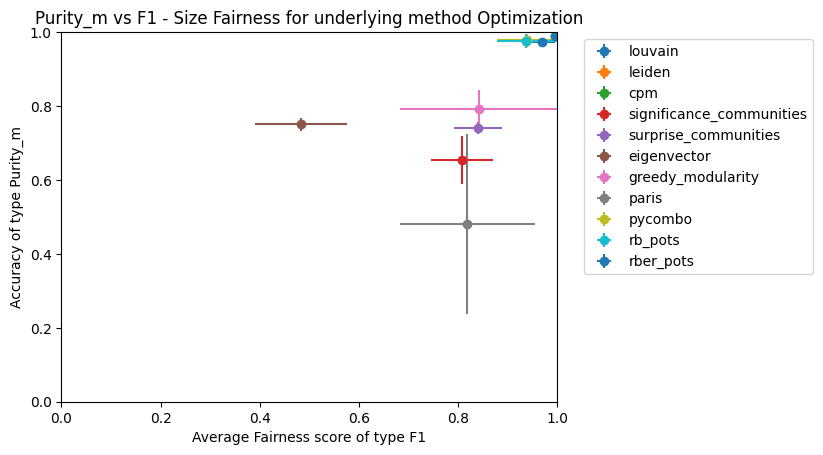 Purity_m vs F1 - Size Fairness for underlying method Optimization
Accuracy of type Purity_m
1.0
0.8
0.6
0.4
0.2
0.0
0.0 0.2 0.4 0.6 0.8 1.0
Average Fairness score of type F1
louvain
leiden
cpm
significance_communities
surprise_communities
eigenvector
greedy_modularity
paris
pycombo
rb_pots
rber_pots